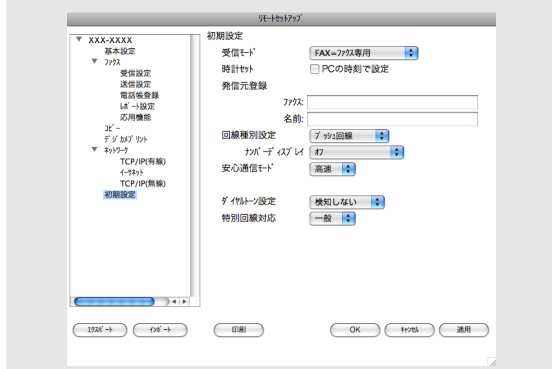 ﾘﾓｰﾄｾｯﾄｱｯﾌﾟ
▼ XXX-XXXX
基本設定
▼ ﾌｧｸｽ
受信設定
送信設定
電話帳登録
ﾚﾎﾟｰﾄ設定
応用機能
ｺﾋﾟｰ
ﾃﾞｼﾞｶﾒﾌﾟﾘﾝﾄ
▼ ﾈｯﾄﾜｰｸ
TCP/IP(有線)
ｲｰｻﾈｯﾄ
TCP/IP(無線)
初期設定
初期設定
受信ﾓｰﾄﾞ FAX=ﾌｧｸｽ専用
時計ｾｯﾄ PCの時刻で設定
発信元登録
ﾌｧｸｽ:
名前:
回線種別設定 ﾌﾟｯｼｭ回線
ﾅﾝﾊﾞｰﾃﾞｨｽﾌﾟﾚｲ ｵﾌ
安心通信ﾓｰﾄﾞ 高速
ﾀﾞｲﾔﾙﾄｰﾝ設定 検知しない
特別回線対応 一般
ｴｸｽﾎﾟｰﾄ ｲﾝﾎﾟｰﾄ 印刷 OK ｷｬﾝｾﾙ 適用